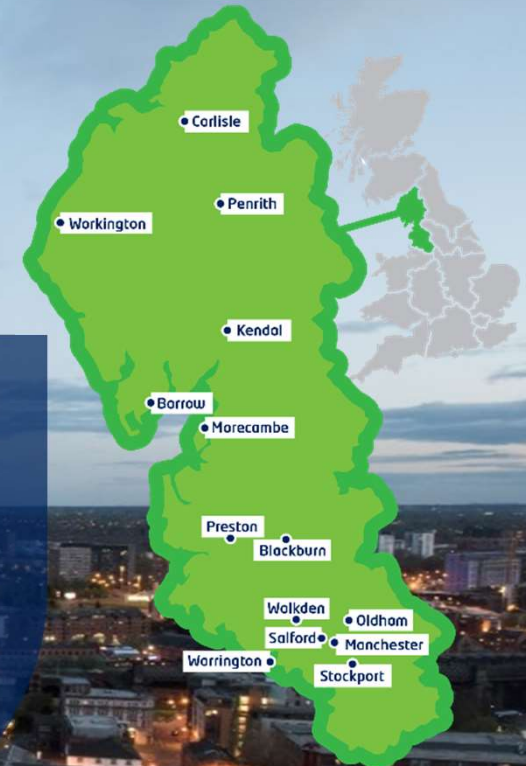 Carlisle
Penrith
Workington
Kendal
Barrow
Morecambe
Preston
Blackburn
Walkden
Oldham
Salford
Manchester
Warrington
Stockport